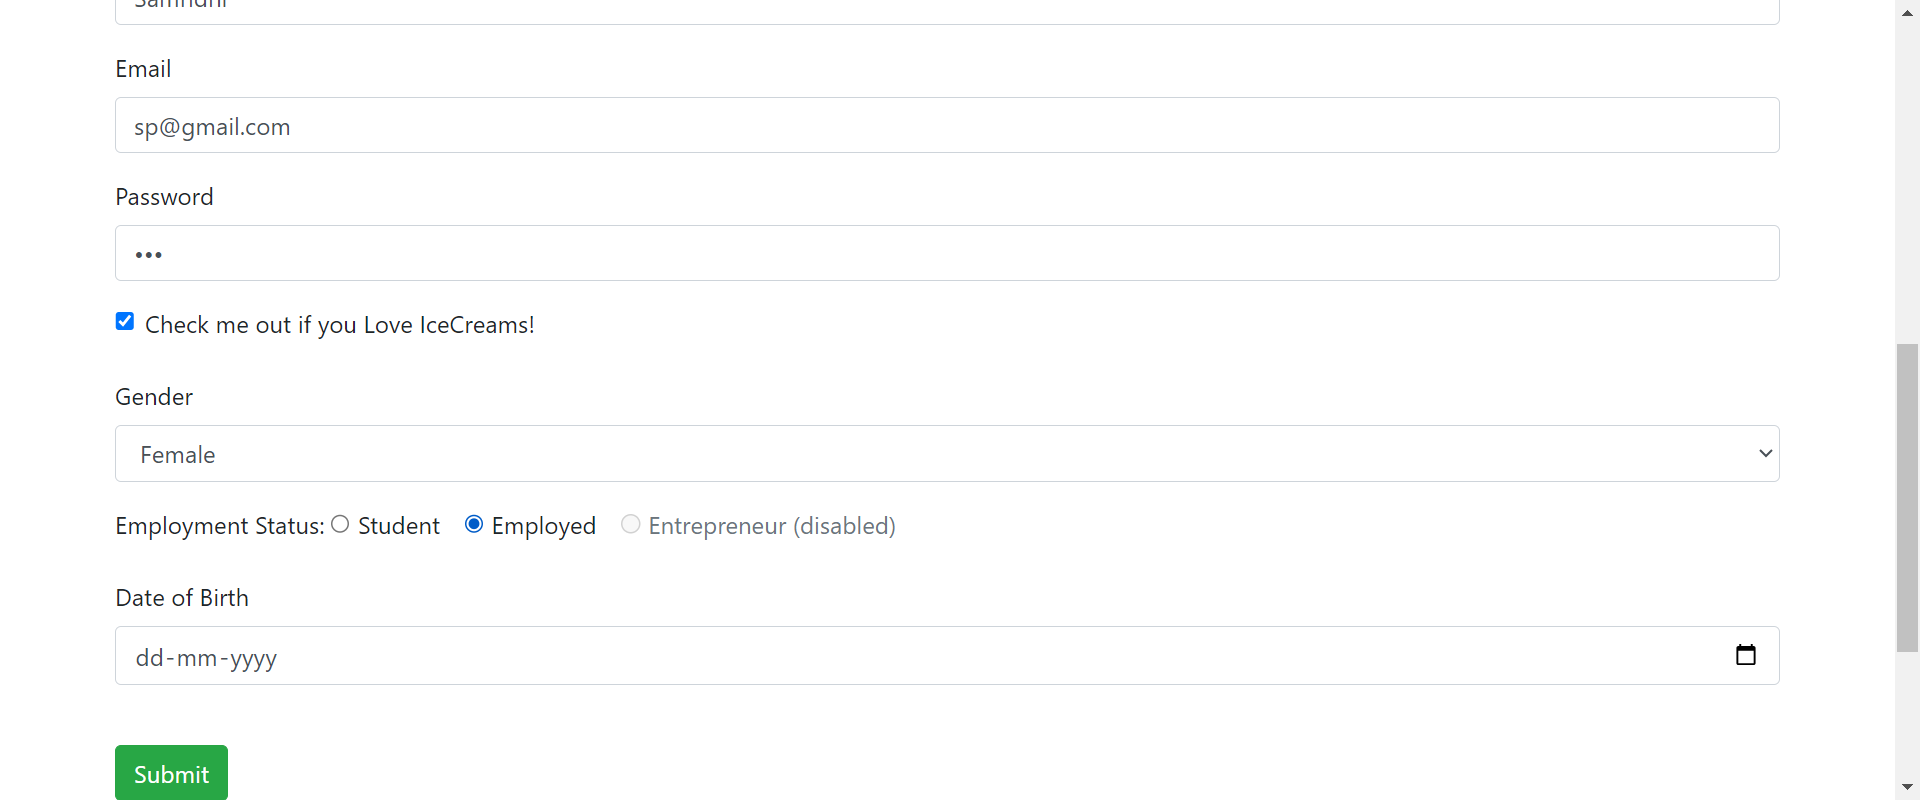 Email
sp@gmail.com
Password
•••
Check me out if you Love IceCreams!
Gender
Female
Employment Status: Student Employed Entrepreneur (disabled)
Date of Birth
dd-mm-yyyy
Submit